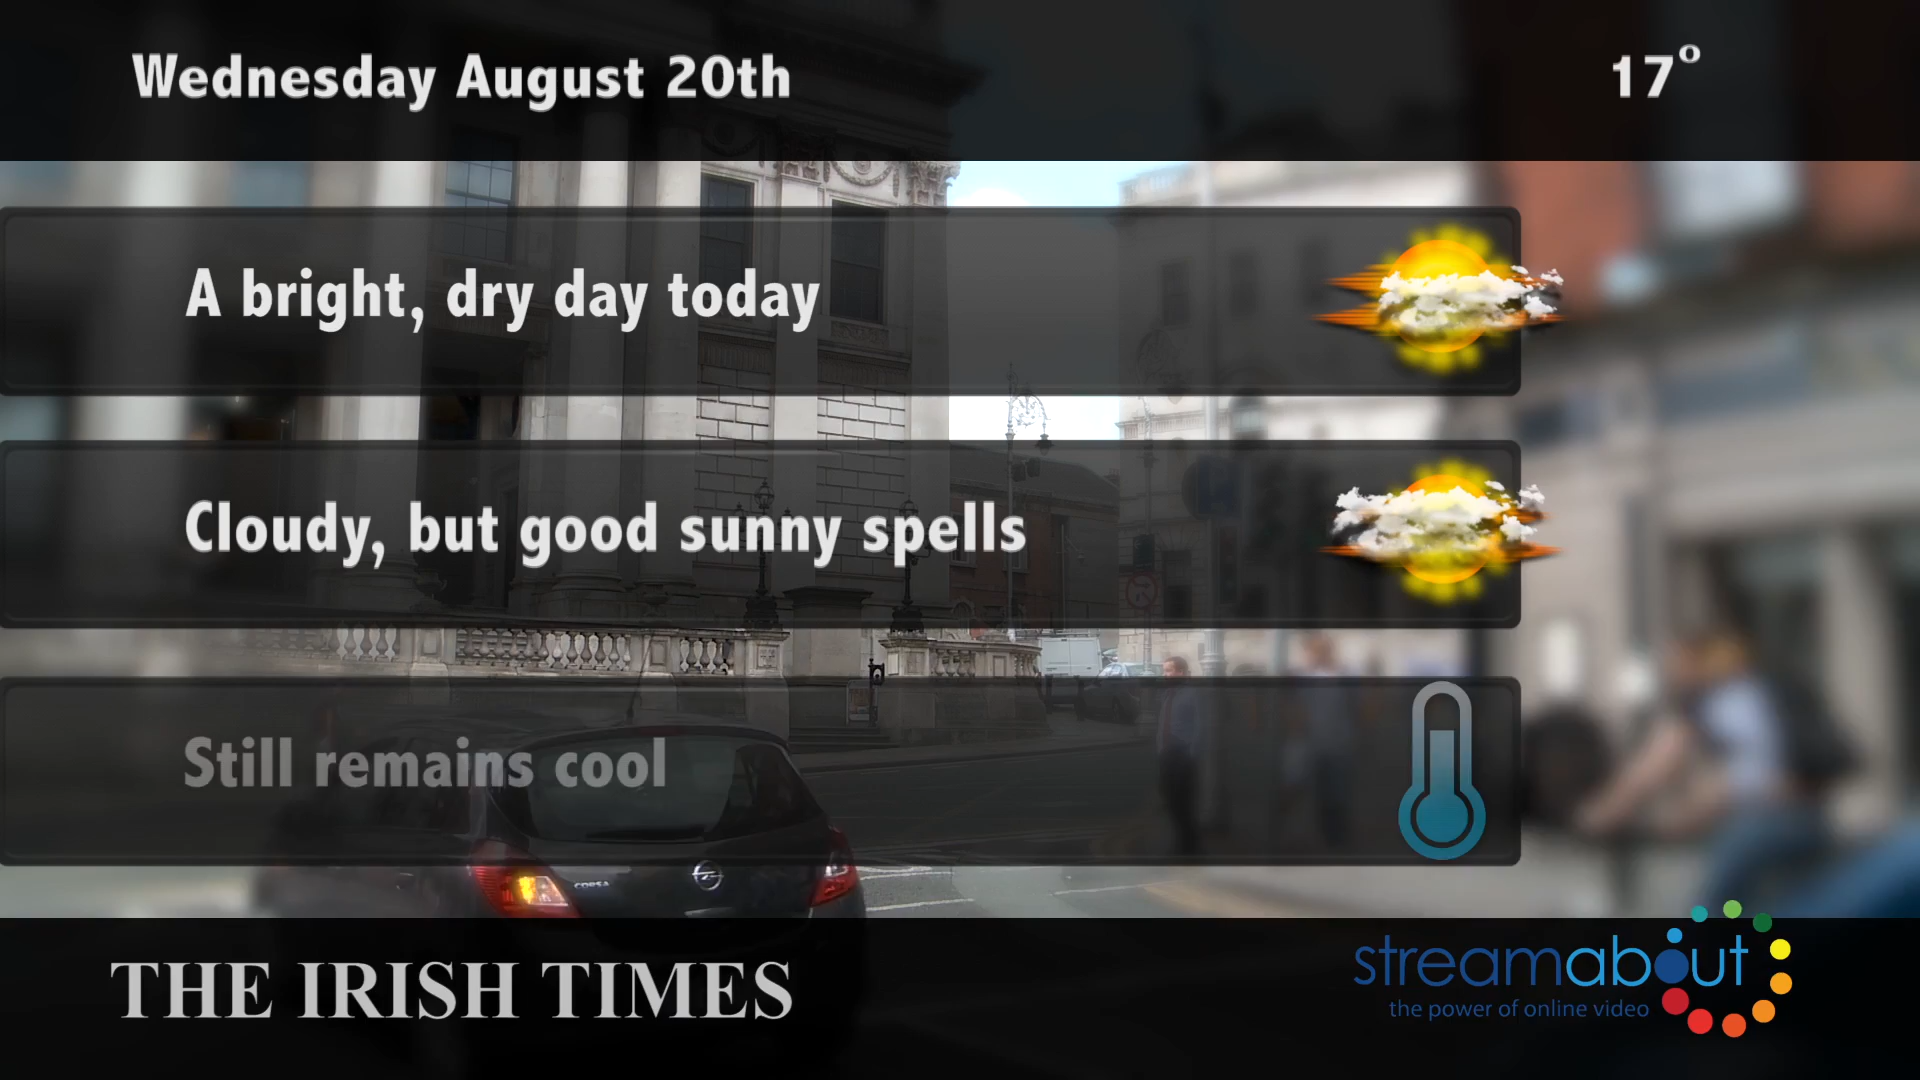 Wednesday August 20th
17°
A bright, dry day today
Cloudy, but good sunny spells
Still remains cool
CORSA
THE IRISH TIMES
streamabout
the power of online video